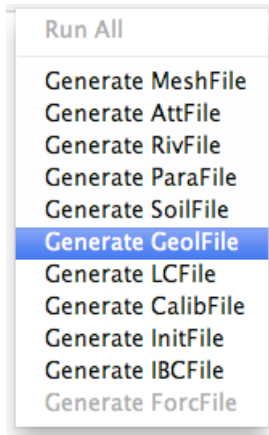 Run All
Generate MeshFile
Generate AttFile
Generate RivFile
Generate ParaFile
Generate SoilFile
Generate GeolFile
Generate LCFile
Generate CalibFile
Generate InitFile
Generate IBCFile
Generate ForcFile